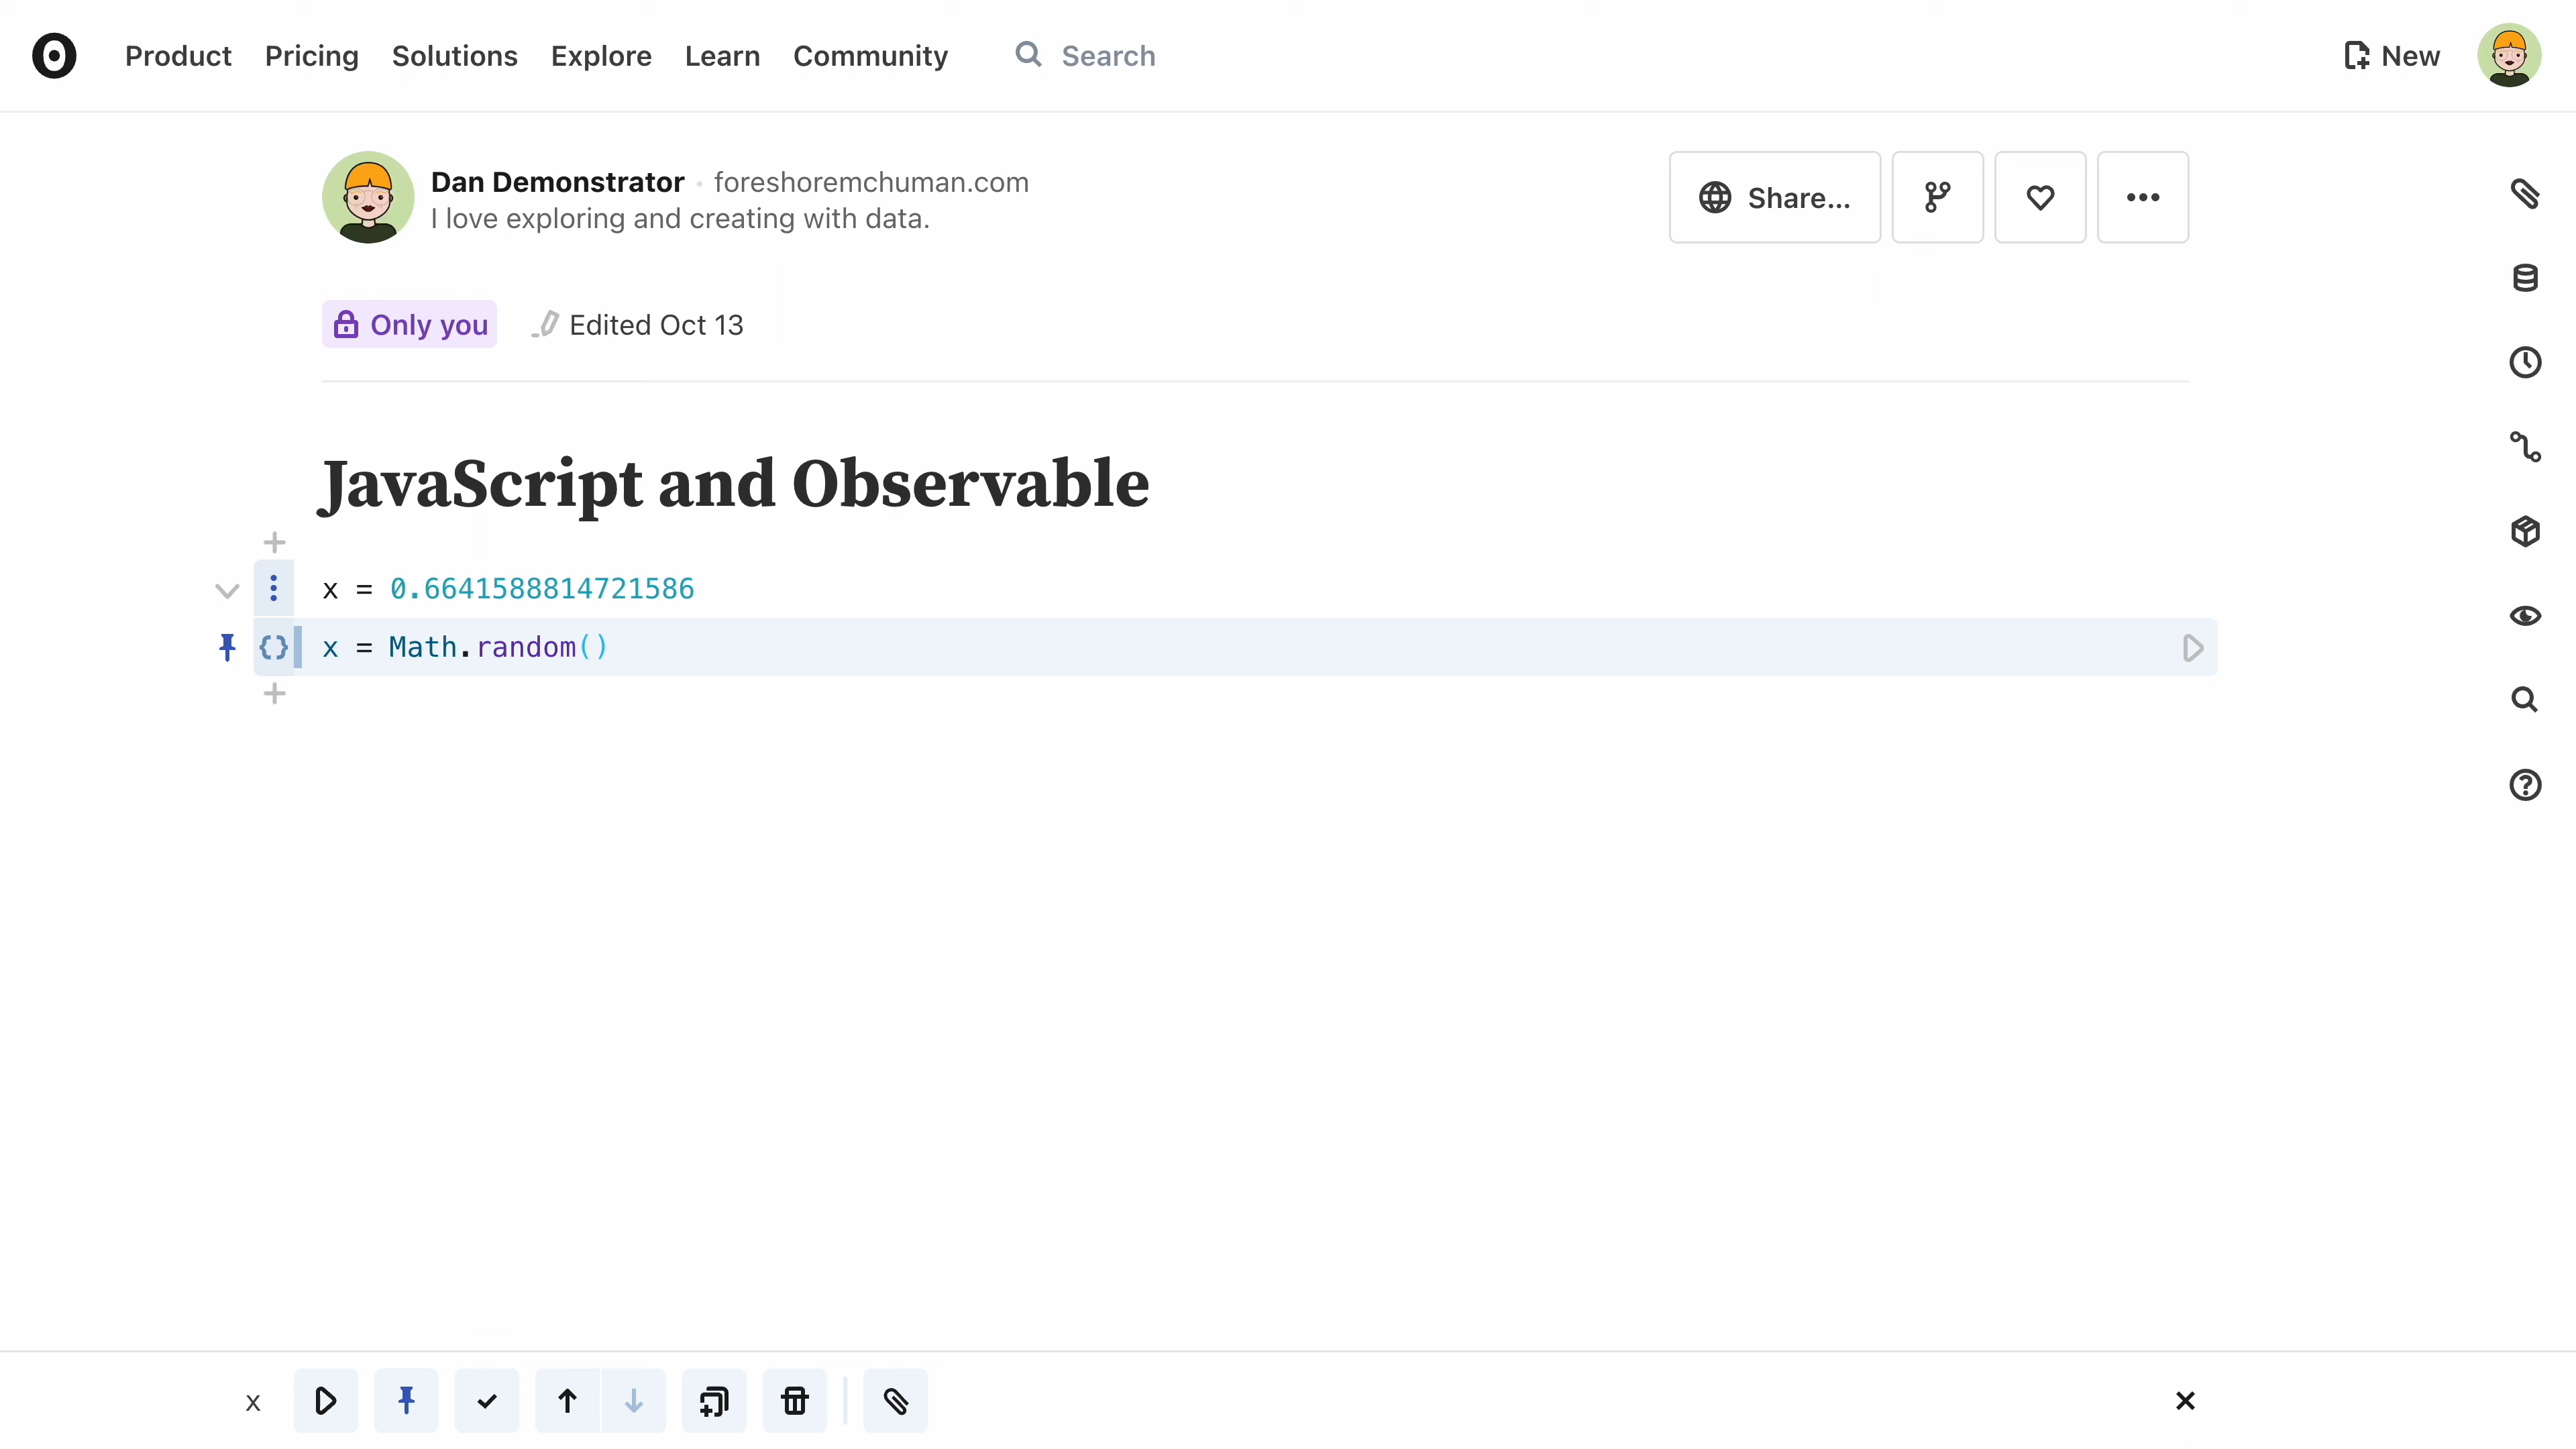 Product Pricing Solutions Explore Learn Community Search New
Dan Demonstrator · foreshoremchuman.com
I love exploring and creating with data.
Share...
Only you Edited Oct 13
JavaScript and Observable
x = 0.6641588814721586
{} x = Math.random()
x